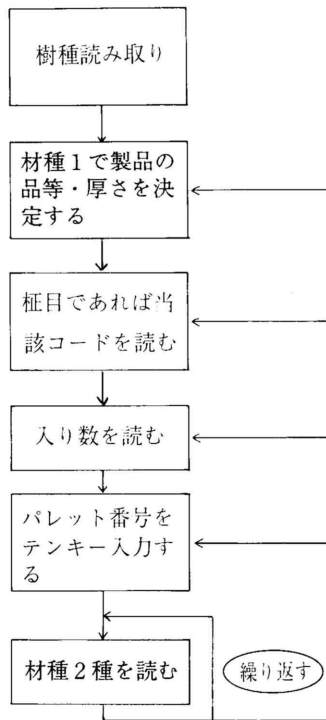 樹種読み取り
材種１で製品の
品等・厚さを決
定する
柾目であれば当
該コードを読む
入り数を読む
パレット番号を
テンキー入力す
る
材種２種を読む
繰り返す